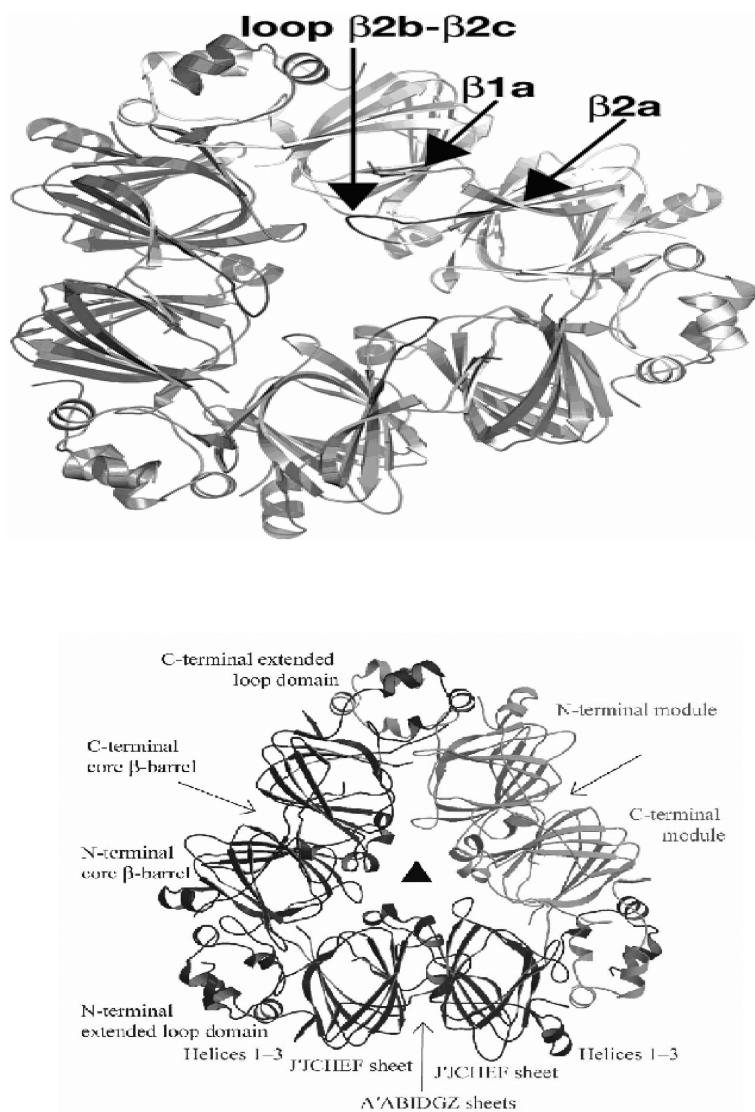 loop β2b-β2c
β1a
β2a
C-terminal extended
loop domain
N-terminal module
C-terminal
core β-barrel
C-terminal
module
N-terminal
core β-barrel
N-terminal
extended loop domain
Helices 1–3
J′JCHEF sheet
J′JCHEF sheet
Helices 1–3
A′ABIDGZ sheets